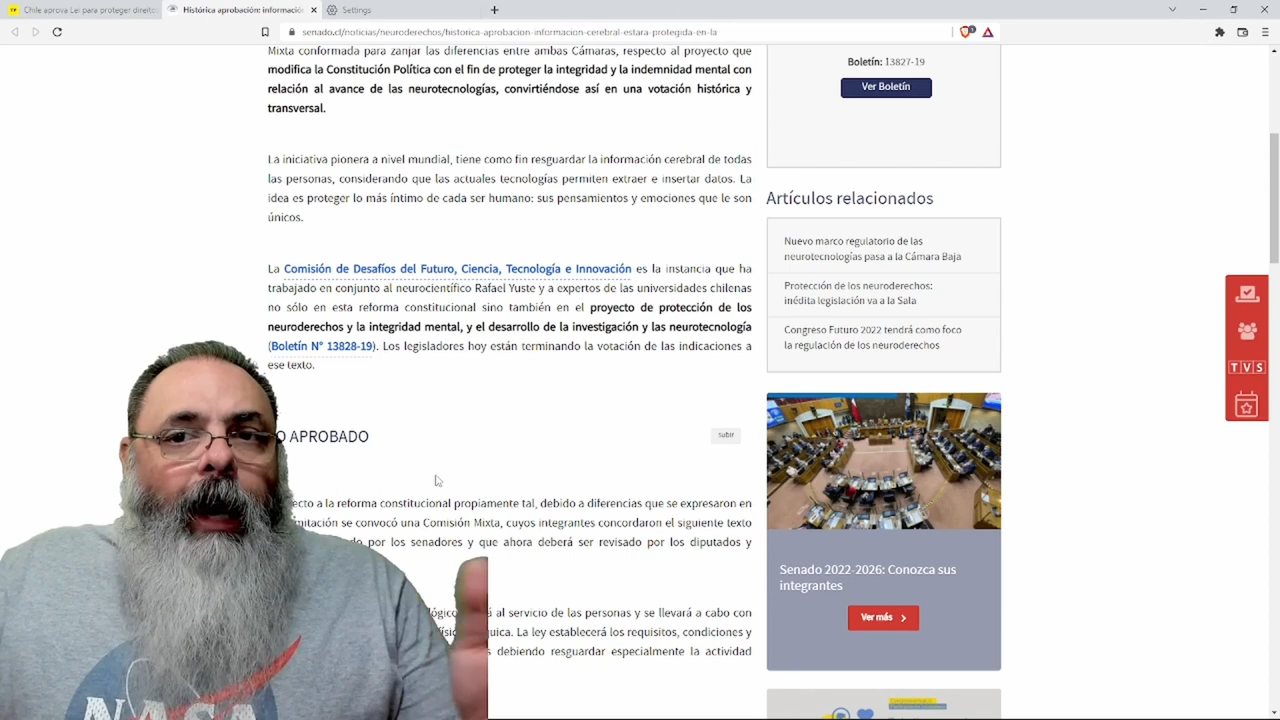 Chile aprova Lei para proteger direito
Histórica aprobación: informació
Settings
senado.cl/noticias/neuroderechos/historica-aprobacion-informacion-cerebral-estara-protegida-en-la
Mixta conformada para zanjar las diferencias entre ambas Cámaras, respecto al proyecto que
modifica la Constitución Política con el fin de proteger la integridad y la indemnidad mental con
relación al avance de las neurotecnologías, convirtiéndose así en una votación histórica y
transversal.
La iniciativa pionera a nivel mundial, tiene como fin resguardar la información cerebral de todas
las personas, considerando que las actuales tecnologías permiten extraer e insertar datos. La
idea es proteger lo más íntimo de cada ser humano: sus pensamientos y emociones que le son
únicos.
La Comisión de Desafíos del Futuro, Ciencia, Tecnología e Innovación es la instancia que ha
trabajado en conjunto al neurocientífico Rafael Yuste y a expertos de las universidades chilenas
no sólo en esta reforma constitucional sino también en el proyecto de protección de los
neuroderechos y la integridad mental, y el desarrollo de la investigación y las neurotecnología
(Boletín N° 13828-19). Los legisladores hoy están terminando la votación de las indicaciones a
ese texto.
O APROBADO
subir
ecto a la reforma constitucional propiamente tal, debido a diferencias que se expresaron en
mitación se convocó una Comisión Mixta, cuyos integrantes concordaron el siguiente texto
do por los senadores y que ahora deberá ser revisado por los diputados y
lógico á al servicio de las personas y se llevará a cabo con
física quica. La ley establecerá los requisitos, condiciones y
s debiendo resguardar especialmente la actividad
Boletín: 13827-19
Ver Boletín
Artículos relacionados
Nuevo marco regulatorio de las
neurotecnologías pasa a la Cámara Baja
Protección de los neuroderechos:
inédita legislación va a la Sala
Congreso Futuro 2022 tendrá como foco
la regulación de los neuroderechos
Senado 2022-2026: Conozca sus
integrantes
Ver más
TVS
NASA